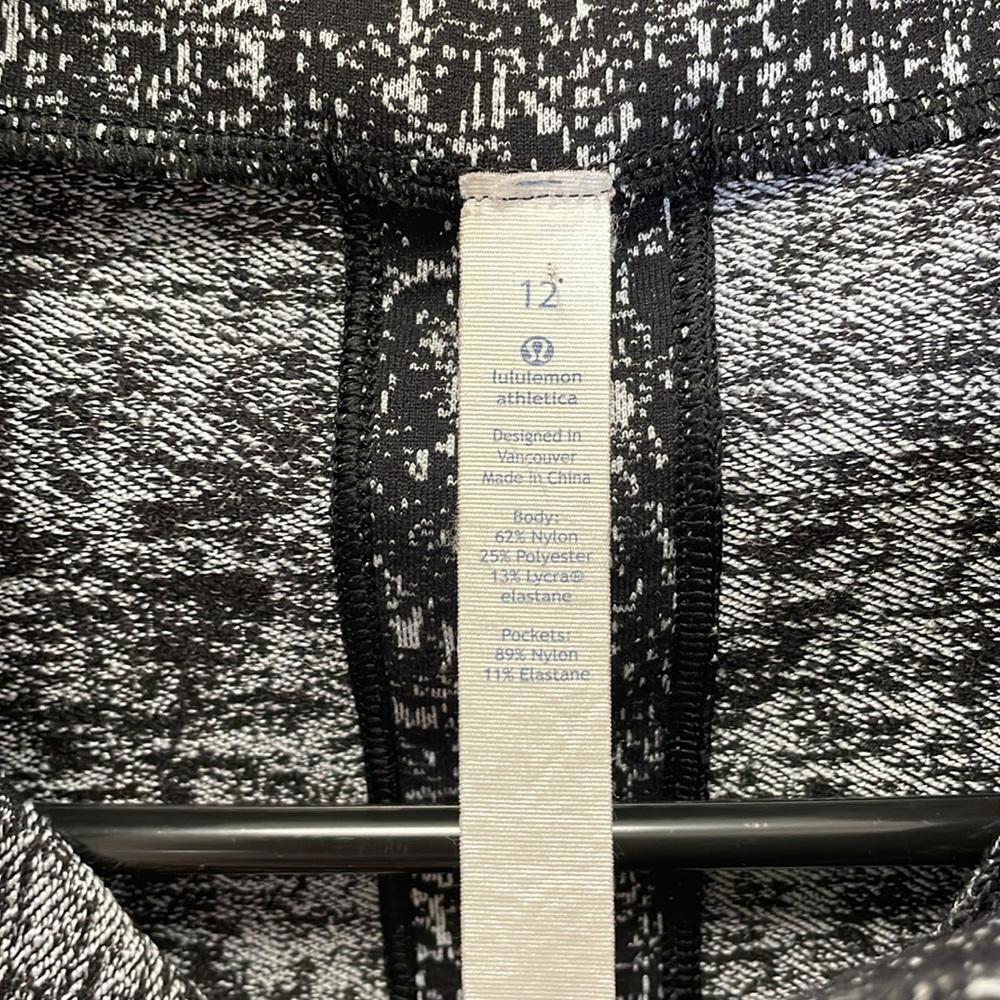 12
lululemon
athletica
Designed in
Vancouver
Made in China
Body:
62% Nylon
25% Polyester
13% Lycra®
elastane
Pockets:
89% Nylon
11% Elastane